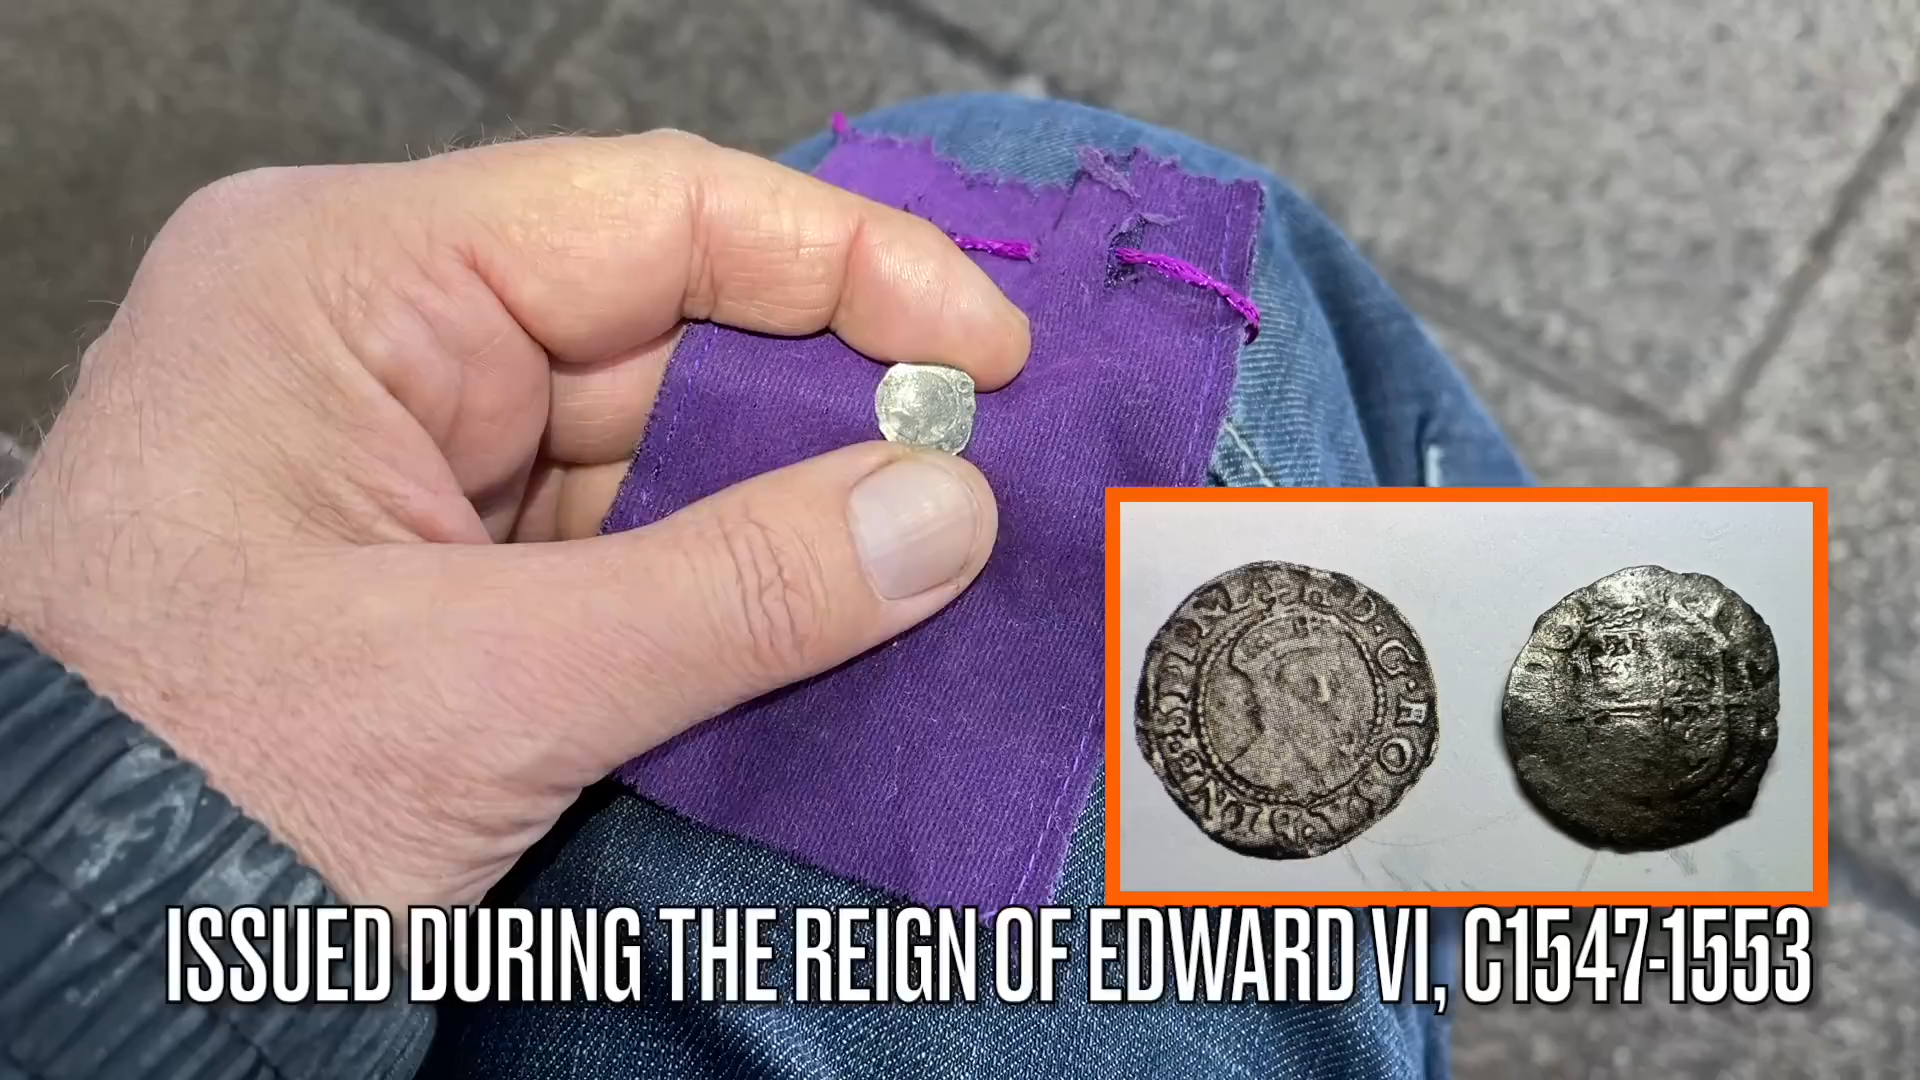 ISSUED DURING THE REIGN OF EDWARD VI, C1547-1553